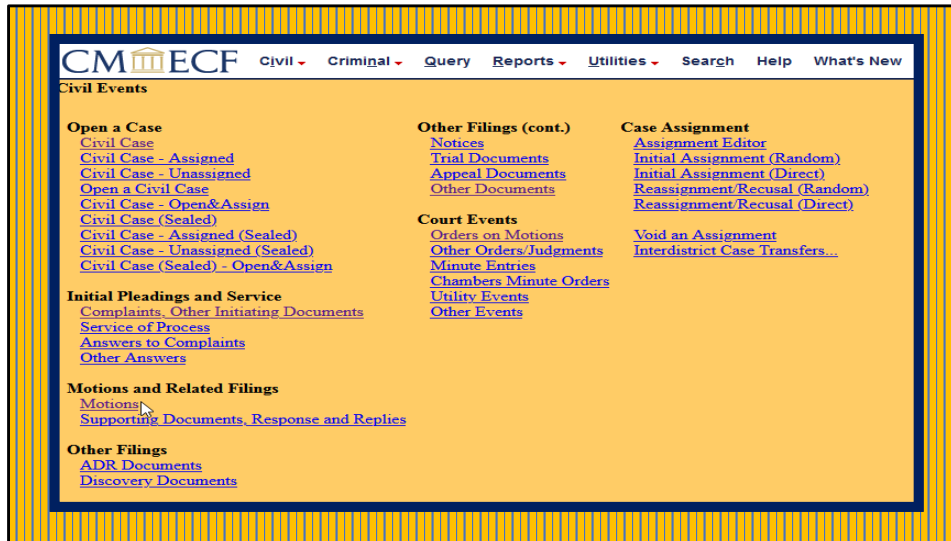 CM ECF Civil Criminal Query Reports Utilities Search Help What's New
Civil Events
Open a Case
Civil Case
Civil Case - Assigned
Civil Case - Unassigned
Open a Civil Case
Civil Case - Open&Assign
Civil Case (Sealed)
Civil Case - Assigned (Sealed)
Civil Case - Unassigned (Sealed)
Civil Case (Sealed) - Open&Assign
Initial Pleadings and Service
Complaints, Other Initiating Documents
Service of Process
Answers to Complaints
Other Answers
Motions and Related Filings
Motions
Supporting Documents, Response and Replies
Other Filings
ADR Documents
Discovery Documents
Other Filings (cont.)
Notices
Trial Documents
Appeal Documents
Other Documents
Court Events
Orders on Motions
Other Orders/Judgments
Minute Entries
Chambers Minute Orders
Utility Events
Other Events
Case Assignment
Assignment Editor
Initial Assignment (Random)
Initial Assignment (Direct)
Reassignment/Recusal (Random)
Reassignment/Recusal (Direct)
Void an Assignment
Interdistrict Case Transfers...